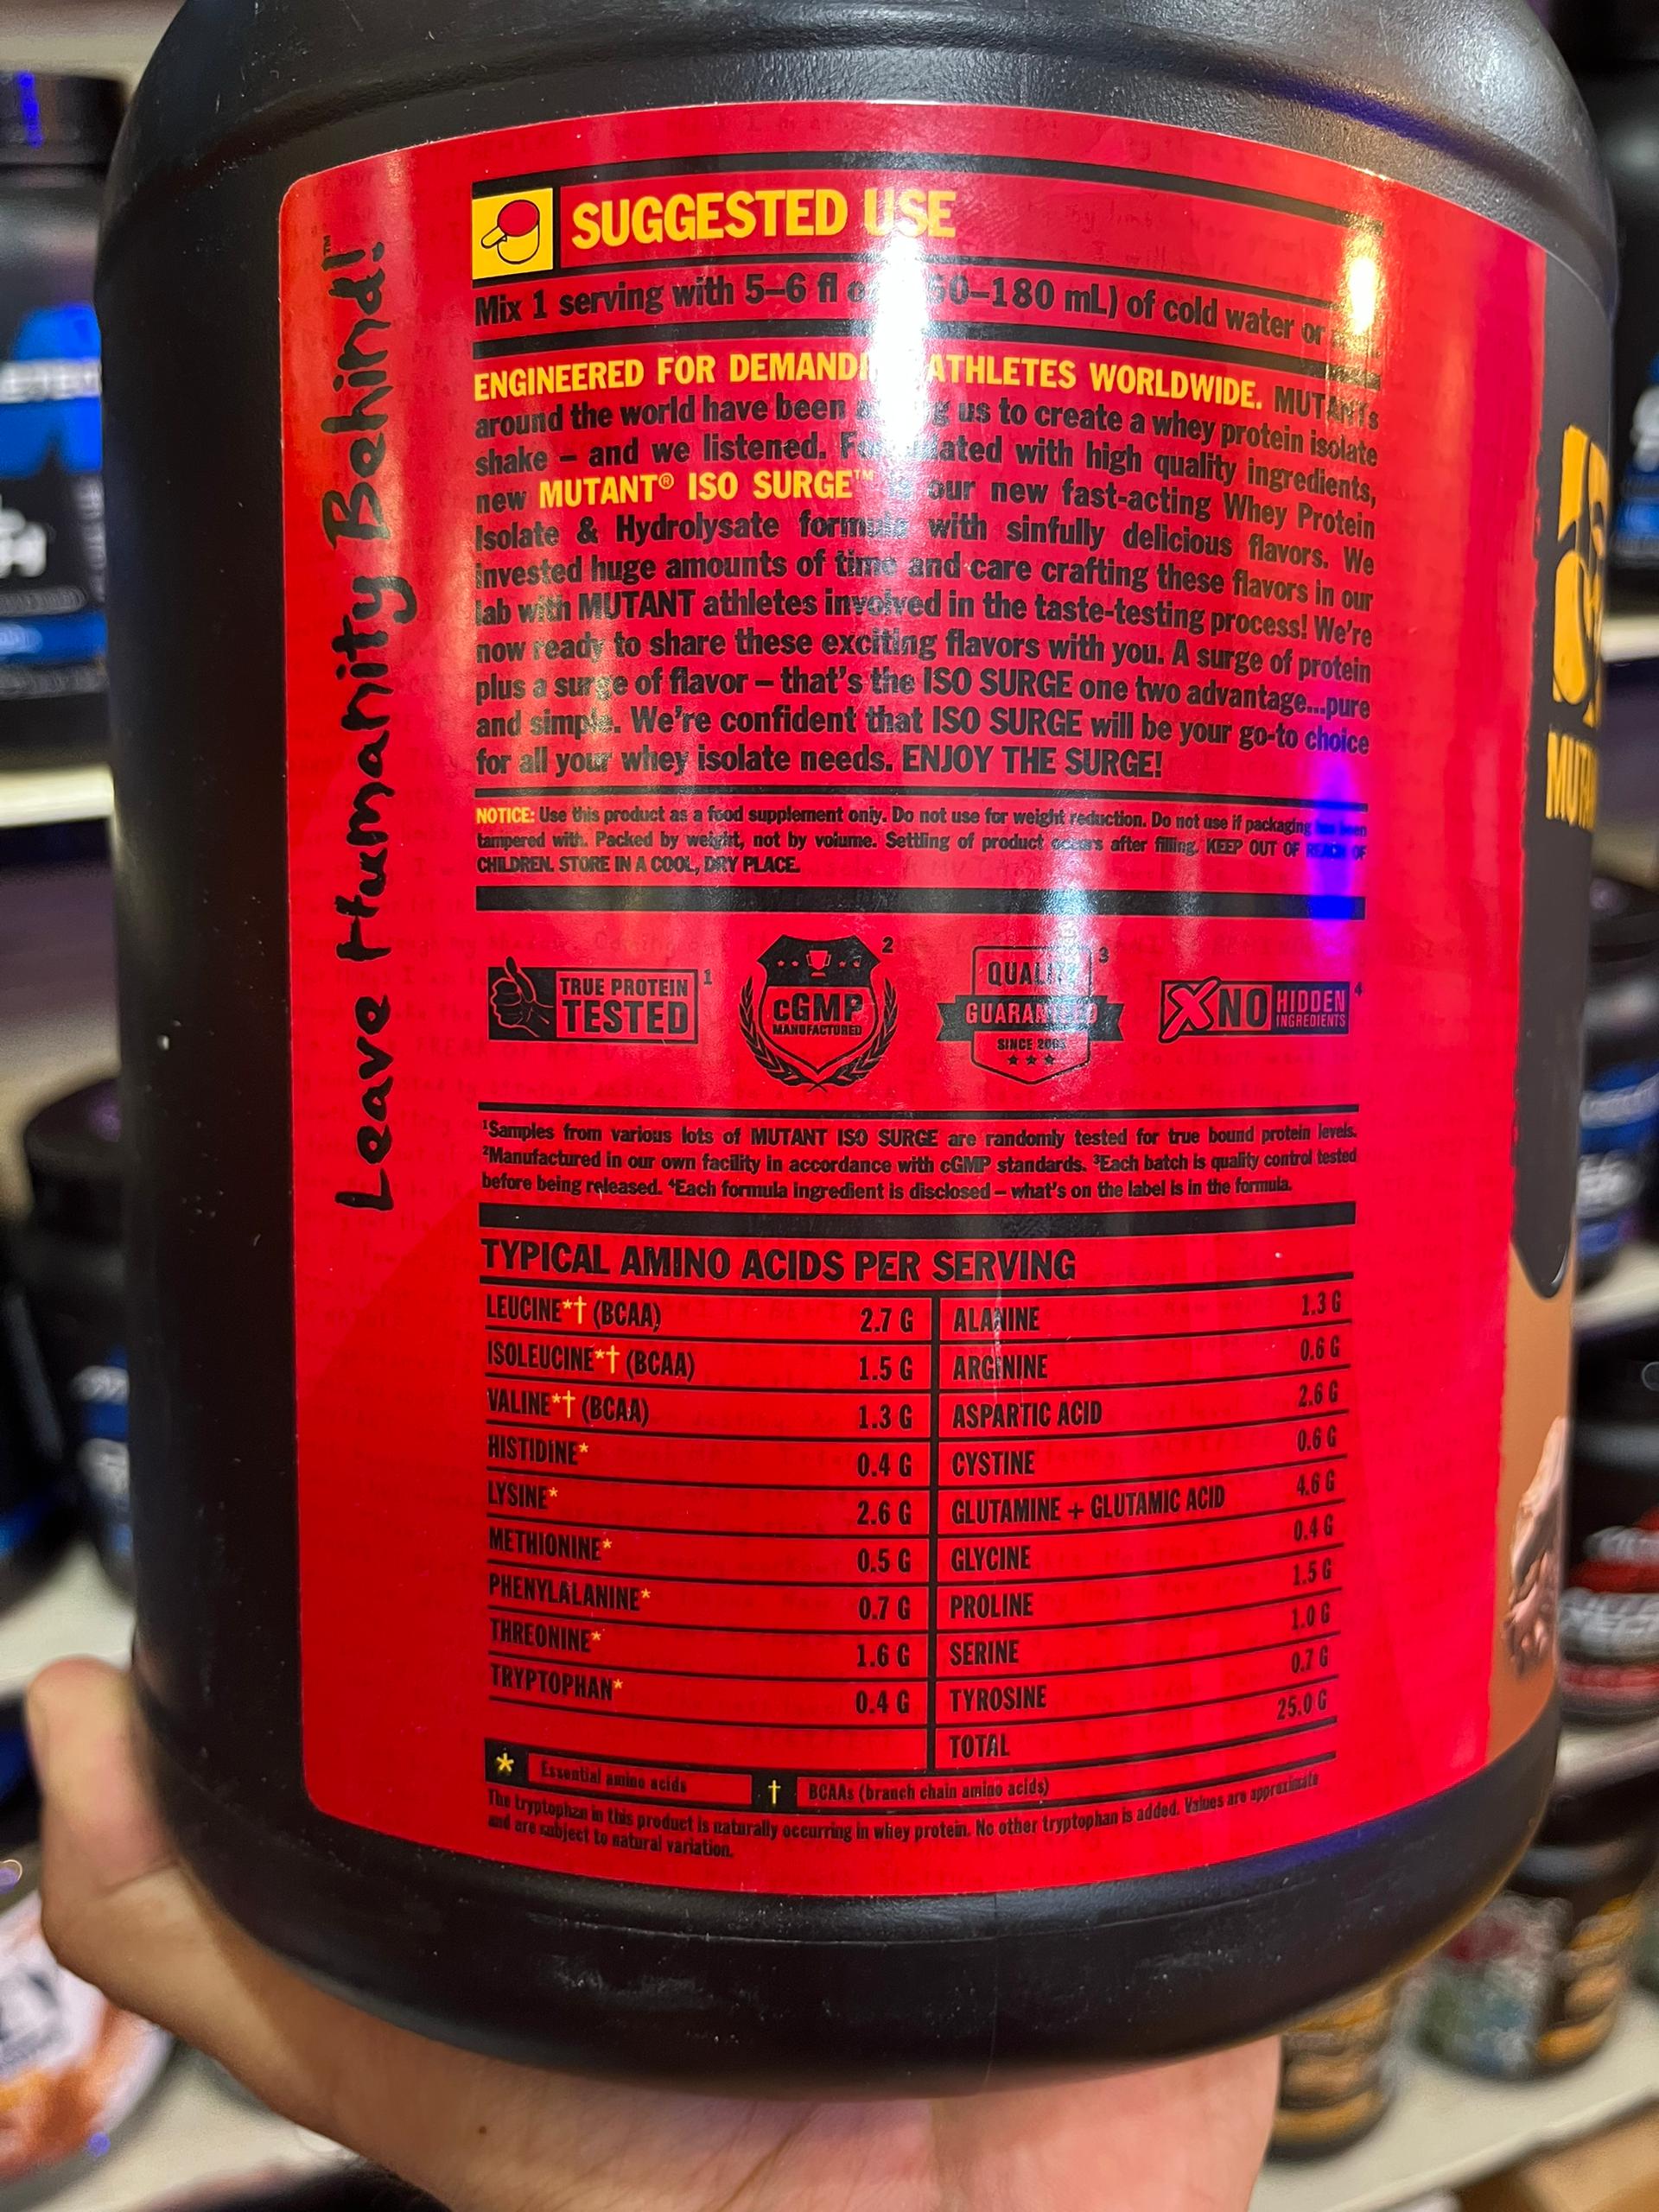 Leave Humanity Behind!™
SUGGESTED USE
Mix 1 serving with 5–6 fl 180 mL) of cold water or
ENGINEERED FOR ATHLETES WORLDWIDE. MUTANTs
around the world have been us to create a whey protein isolate
shake – and we listened. with high quality ingredients,
new MUTANT® ISO SURGE™ our new fast-acting Whey Protein
Isolate & Hydrolysate formula with sinfully delicious flavors. We
invested huge amounts of time and care crafting these flavors in our
lab with MUTANT athletes involved in the taste-testing process! We're
now ready to share these exciting flavors with you. A surge of protein
plus a surge of flavor – that's the ISO SURGE one two advantage...pure
and simple. We're confident that ISO SURGE will be your go-to choice
for all your whey isolate needs. ENJOY THE SURGE!
NOTICE: Use this product as a food supplement only. Do not use for weight reduction. Do not use if packaging has been
tampered with. Packed by weight, not by volume. Settling of product occurs after filling. KEEP OUT OF REACH OF
CHILDREN. STORE IN A COOL, DRY PLACE.
TRUE PROTEIN TESTED 1
cGMP MANUFACTURED 2
QUALITY GUARANTEED SINCE 3
NO HIDDEN INGREDIENTS 4
¹Samples from various lots of MUTANT ISO SURGE are randomly tested for true bound protein levels.
²Manufactured in our own facility in accordance with cGMP standards. ³Each batch is quality control tested
before being released. ⁴Each formula ingredient is disclosed – what's on the label is in the formula.
TYPICAL AMINO ACIDS PER SERVING
LEUCINE*† (BCAA) 2.7 G ALANINE 1.3 G
ISOLEUCINE*† (BCAA) 1.5 G ARGININE 0.6 G
VALINE*† (BCAA) 1.3 G ASPARTIC ACID 2.6 G
HISTIDINE* 0.4 G CYSTINE 0.6 G
LYSINE* 2.6 G GLUTAMINE + GLUTAMIC ACID 4.6 G
METHIONINE* 0.5 G GLYCINE 0.4 G
PHENYLALANINE* 0.7 G PROLINE 1.5 G
THREONINE* 1.6 G SERINE 1.0 G
TRYPTOPHAN* 0.4 G TYROSINE 0.7 G
TOTAL 25.0 G
* Essential amino acids † BCAAs (branch chain amino acids)
The tryptophan in this product is naturally occurring in whey protein. No other tryptophan is added. Values are approximate
and are subject to natural variation.